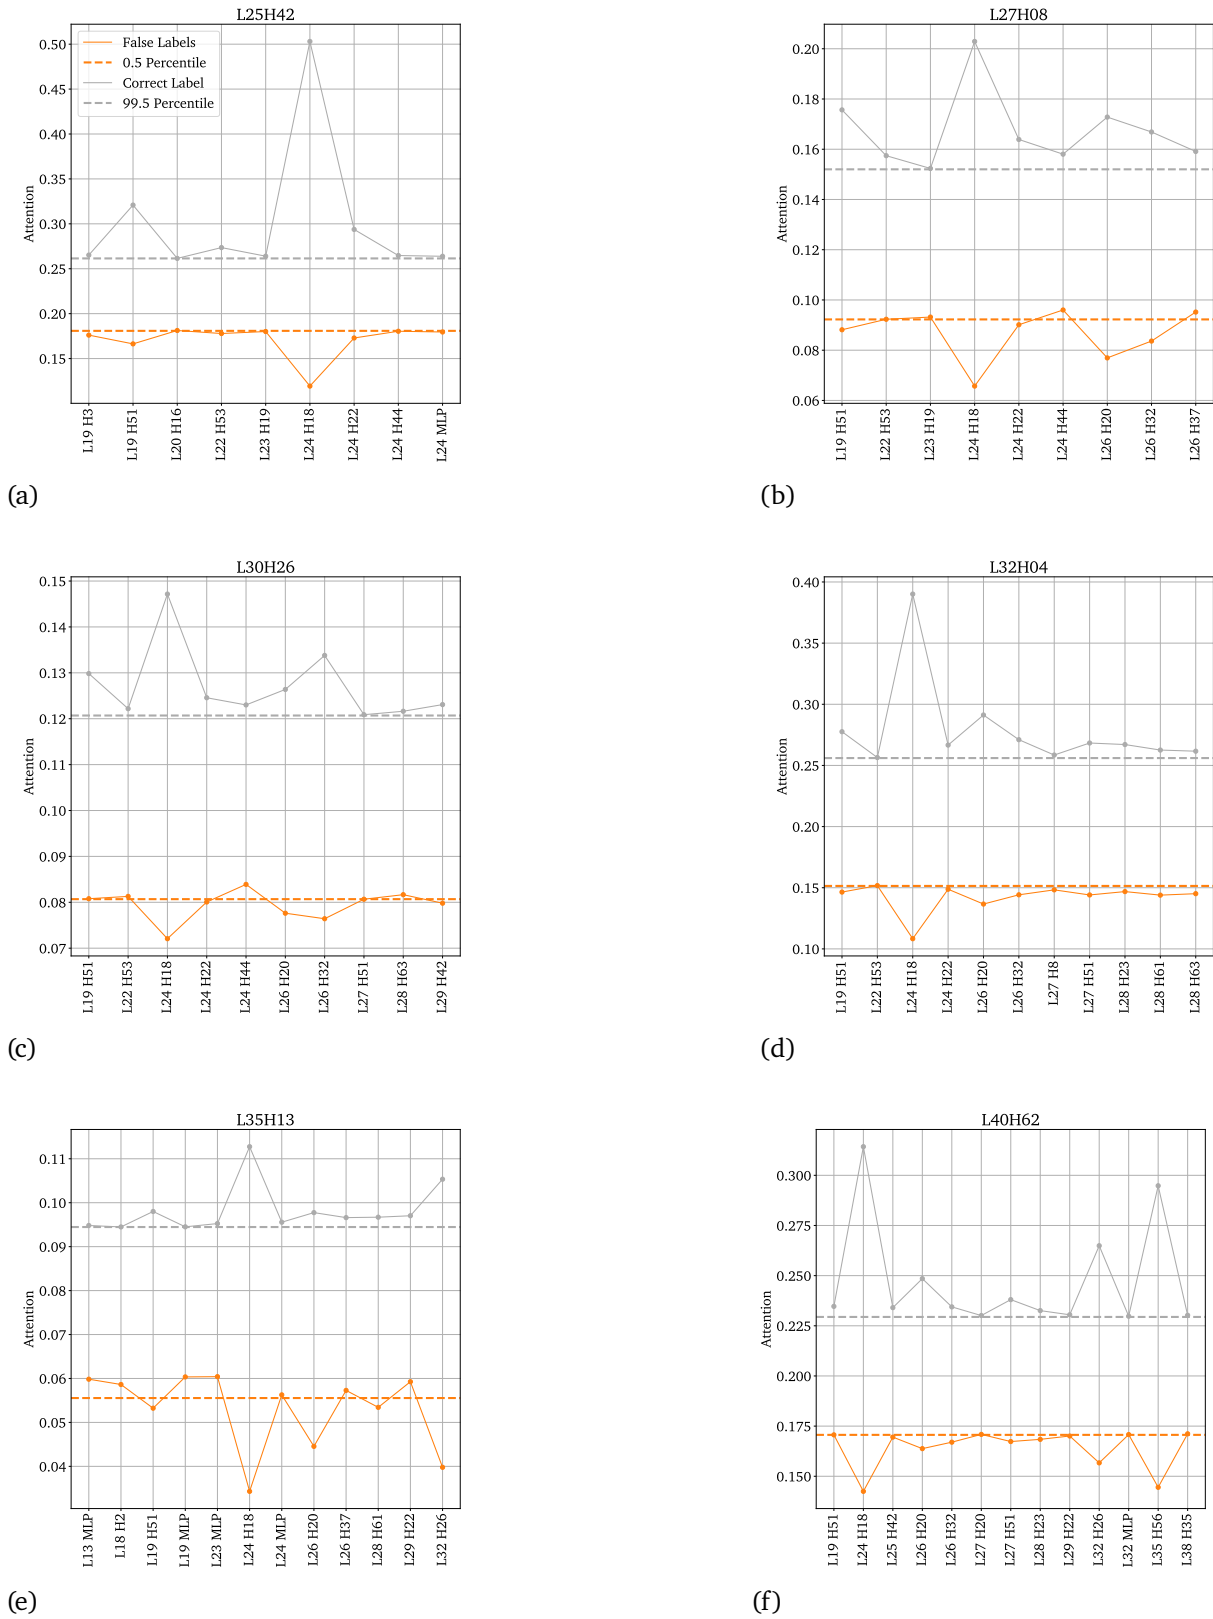 L25H42
False Labels
0.5 Percentile
Correct Label
99.5 Percentile
Attention
0.50
0.45
0.40
0.35
0.30
0.25
0.20
0.15
L19 H3
L19 H51
L20 H16
L22 H53
L23 H19
L24 H18
L24 H22
L24 H44
L24 MLP
(a)
L27H08
Attention
0.20
0.18
0.16
0.14
0.12
0.10
0.08
0.06
L19 H51
L22 H53
L23 H19
L24 H18
L24 H22
L24 H44
L26 H20
L26 H32
L26 H37
(b)
L30H26
Attention
0.15
0.14
0.13
0.12
0.11
0.10
0.09
0.08
0.07
L19 H51
L22 H53
L24 H18
L24 H22
L24 H44
L26 H20
L26 H32
L27 H51
L28 H63
L29 H42
(c)
L32H04
Attention
0.40
0.35
0.30
0.25
0.20
0.15
0.10
L19 H51
L22 H53
L24 H18
L24 H22
L26 H20
L26 H32
L27 H8
L27 H51
L28 H23
L28 H61
L28 H63
(d)
L35H13
Attention
0.11
0.10
0.09
0.08
0.07
0.06
0.05
0.04
L13 MLP
L18 H2
L19 H51
L19 MLP
L23 MLP
L24 H18
L24 MLP
L26 H20
L26 H37
L28 H61
L29 H22
L32 H26
(e)
L40H62
Attention
0.300
0.275
0.250
0.225
0.200
0.175
0.150
L19 H51
L24 H18
L25 H42
L26 H20
L26 H32
L27 H20
L27 H51
L28 H23
L29 H22
L32 H26
L32 MLP
L35 H56
L38 H35
(f)